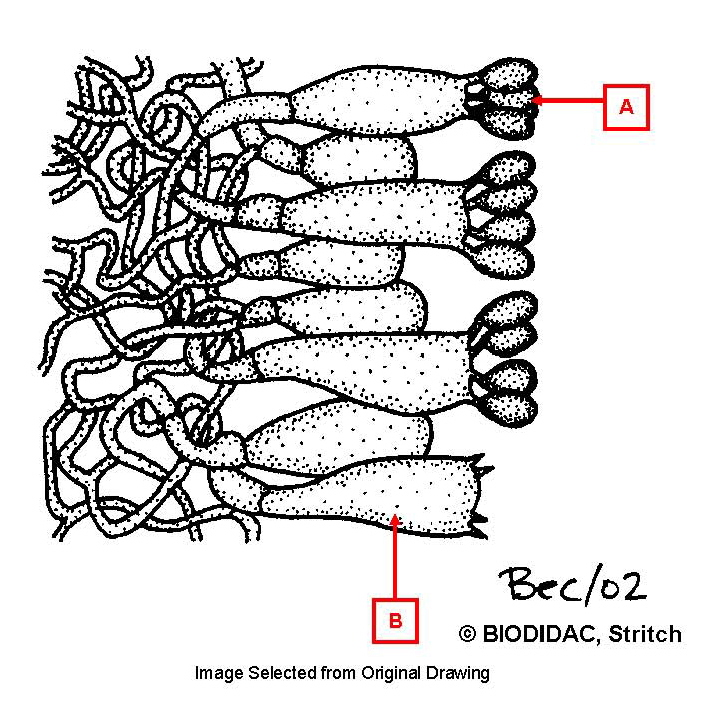 A
B
Bec/02
© BIODIDAC, Stritch
Image Selected from Original Drawing